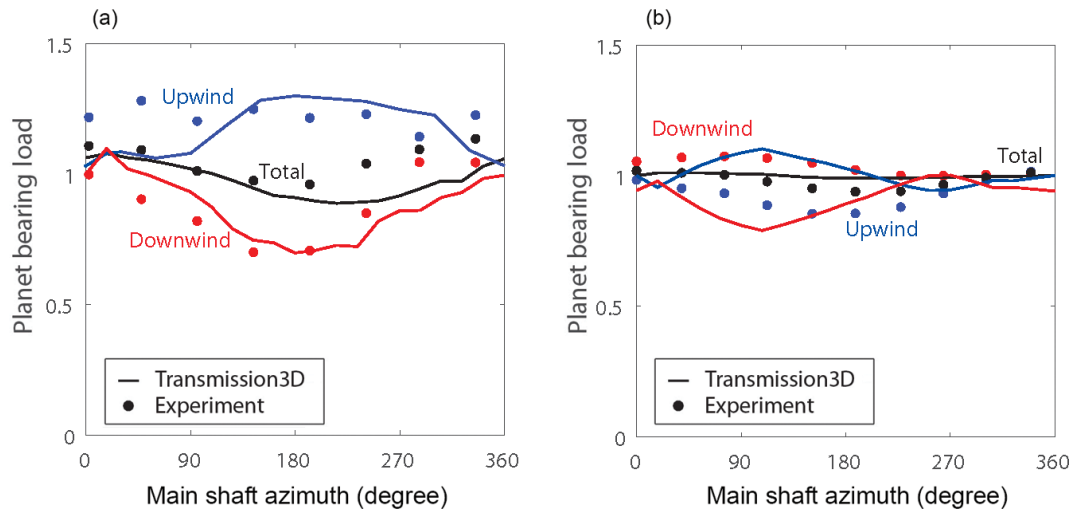 (a)
1.5
1
0.5
0
Planet bearing load
Upwind
Total
Downwind
Transmission3D
Experiment
0 90 180 270 360
Main shaft azimuth (degree)
(b)
1.5
1
0.5
0
Planet bearing load
Downwind
Total
Upwind
Transmission3D
Experiment
0 90 180 270 360
Main shaft azimuth (degree)